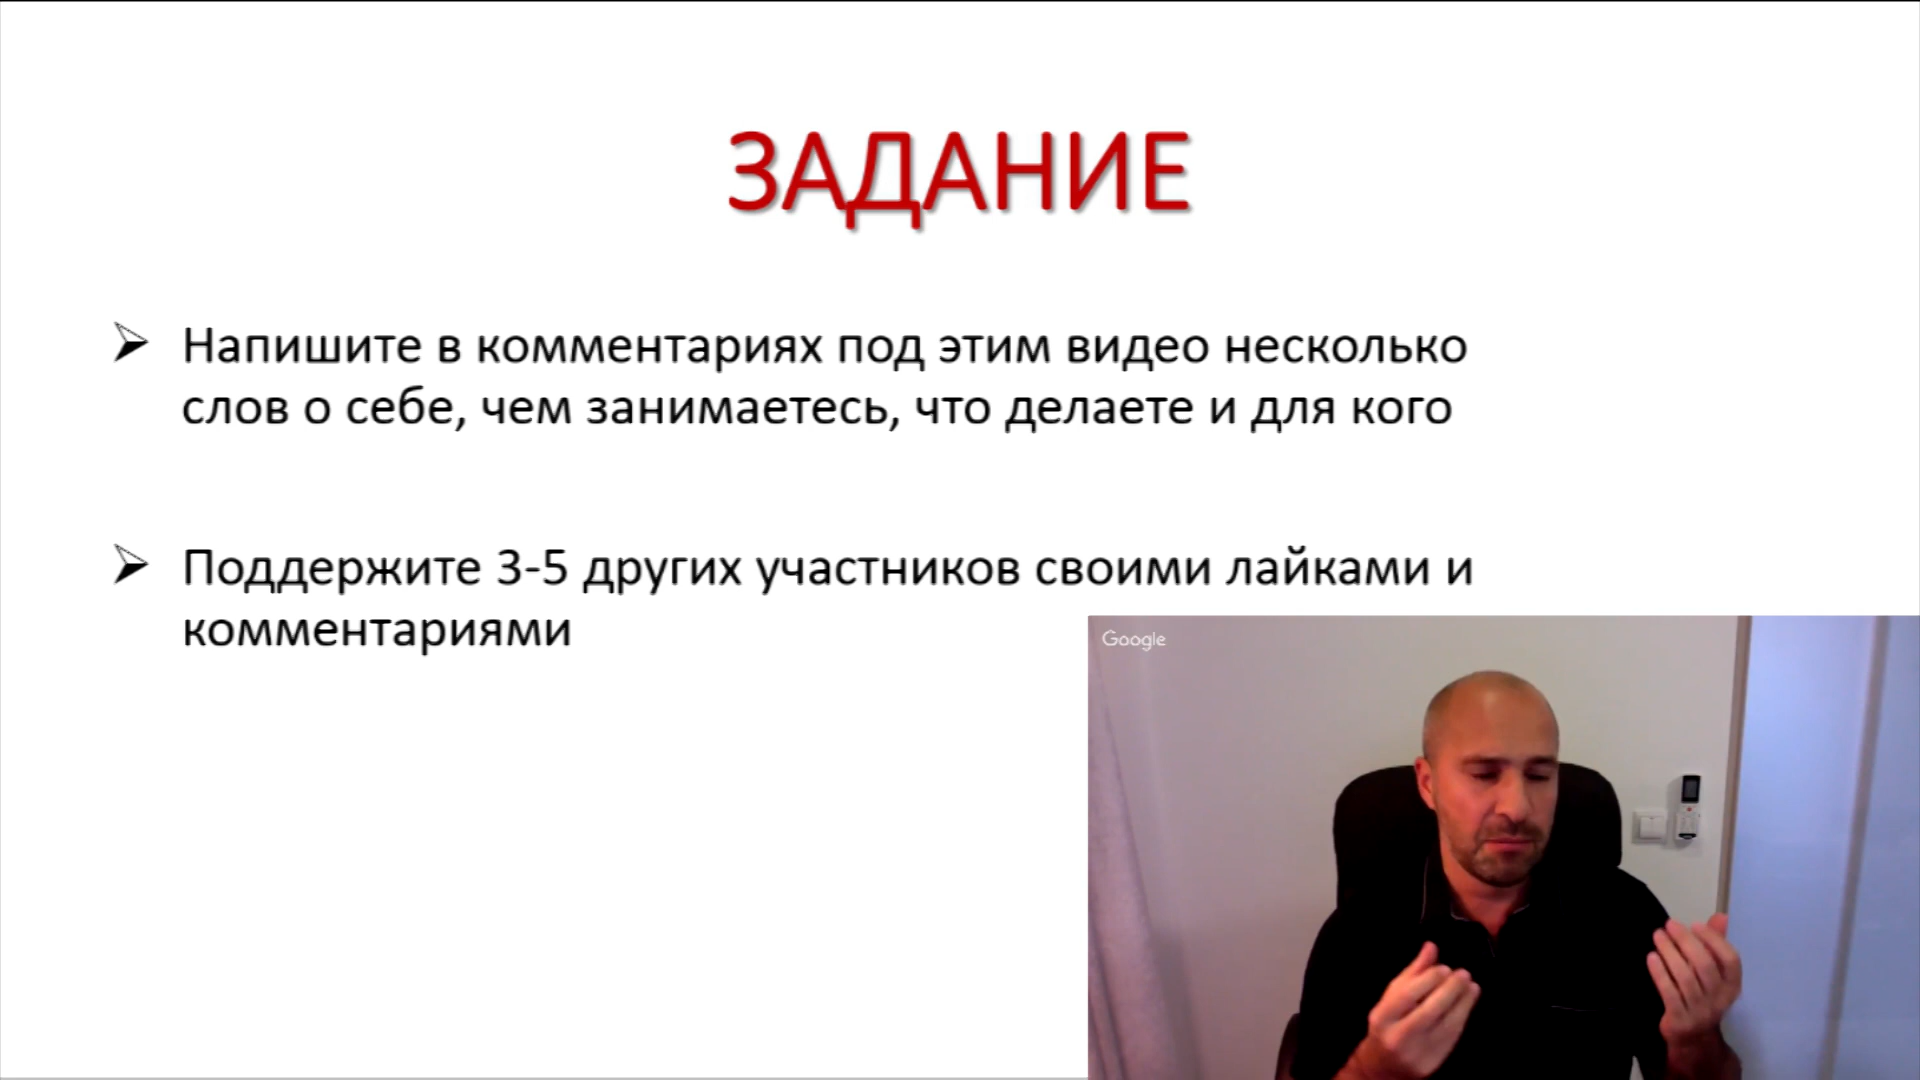 ЗАДАНИЕ
Напишите в комментариях под этим видео несколько
слов о себе, чем занимаетесь, что делаете и для кого
Поддержите 3-5 других участников своими лайками и
комментариями
Google